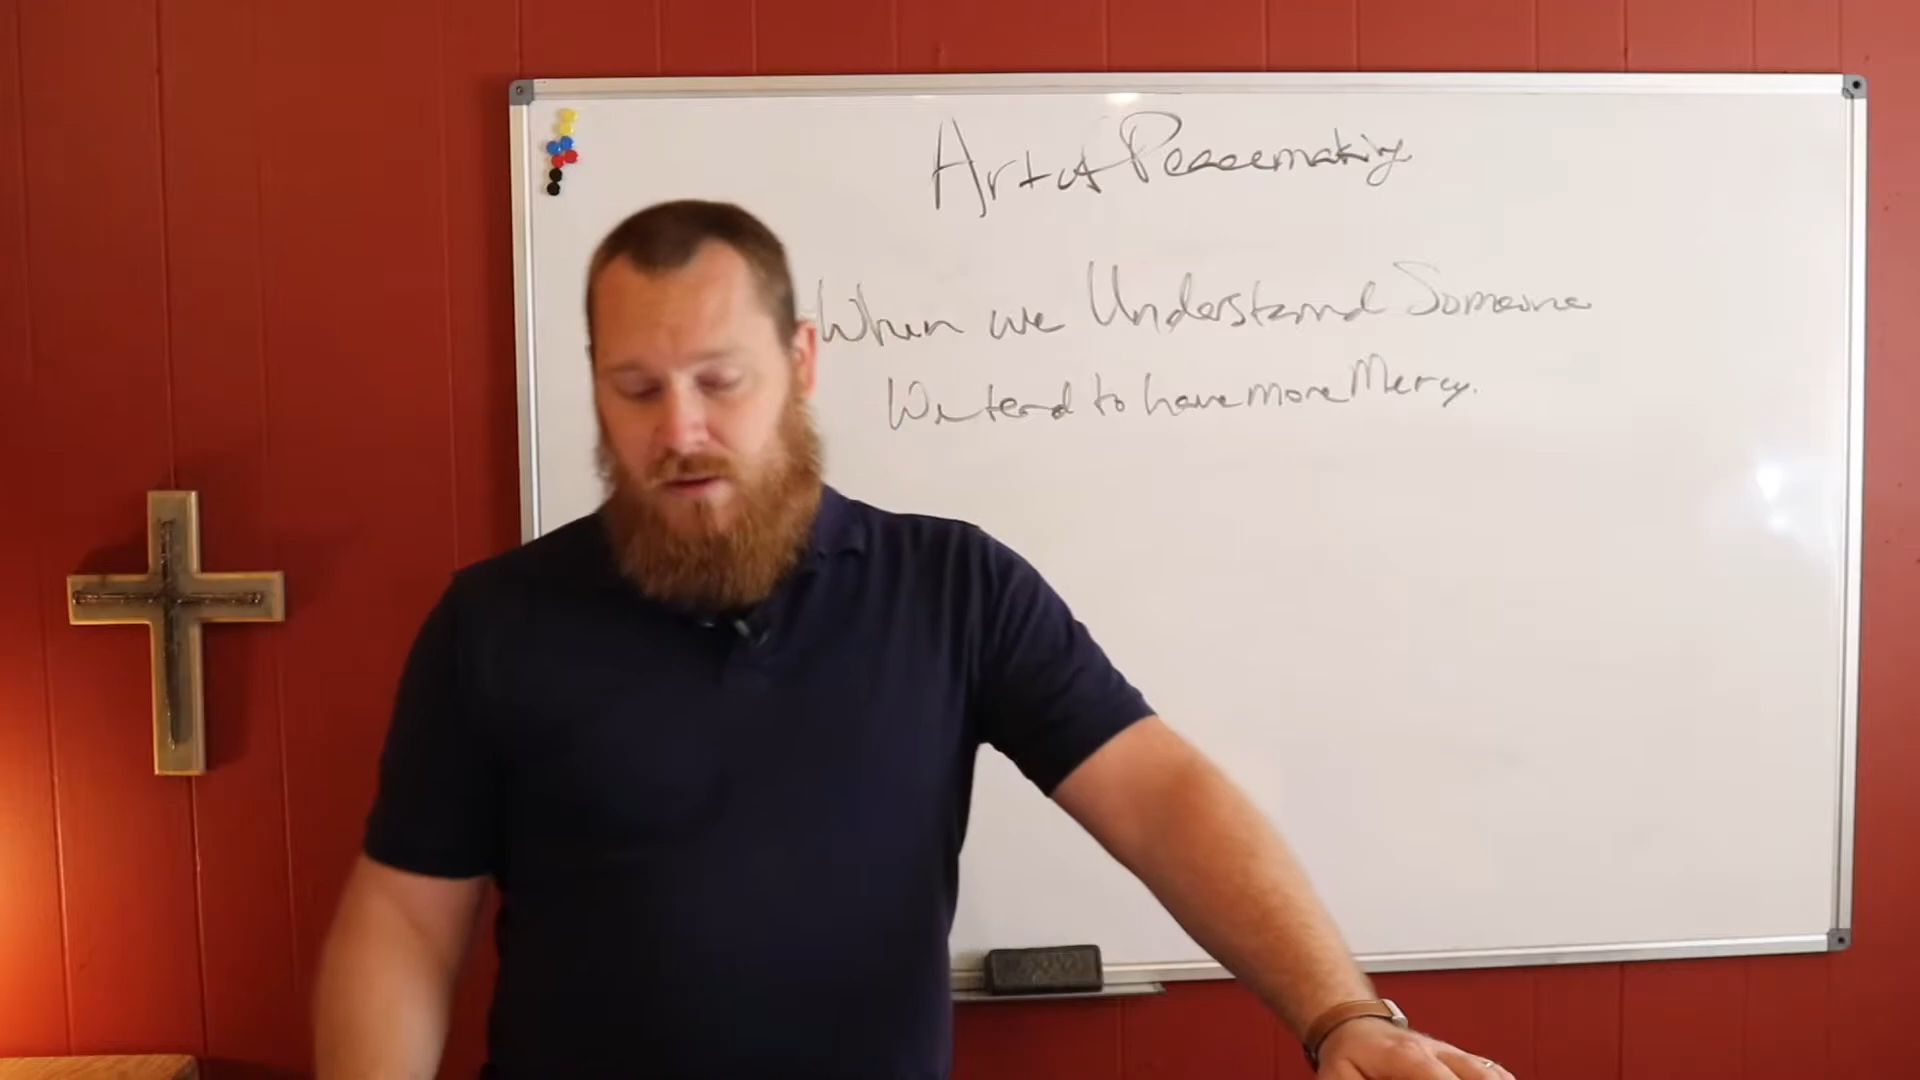 Art of Peacemaking
When we Understand Someone
We tend to have more Mercy.